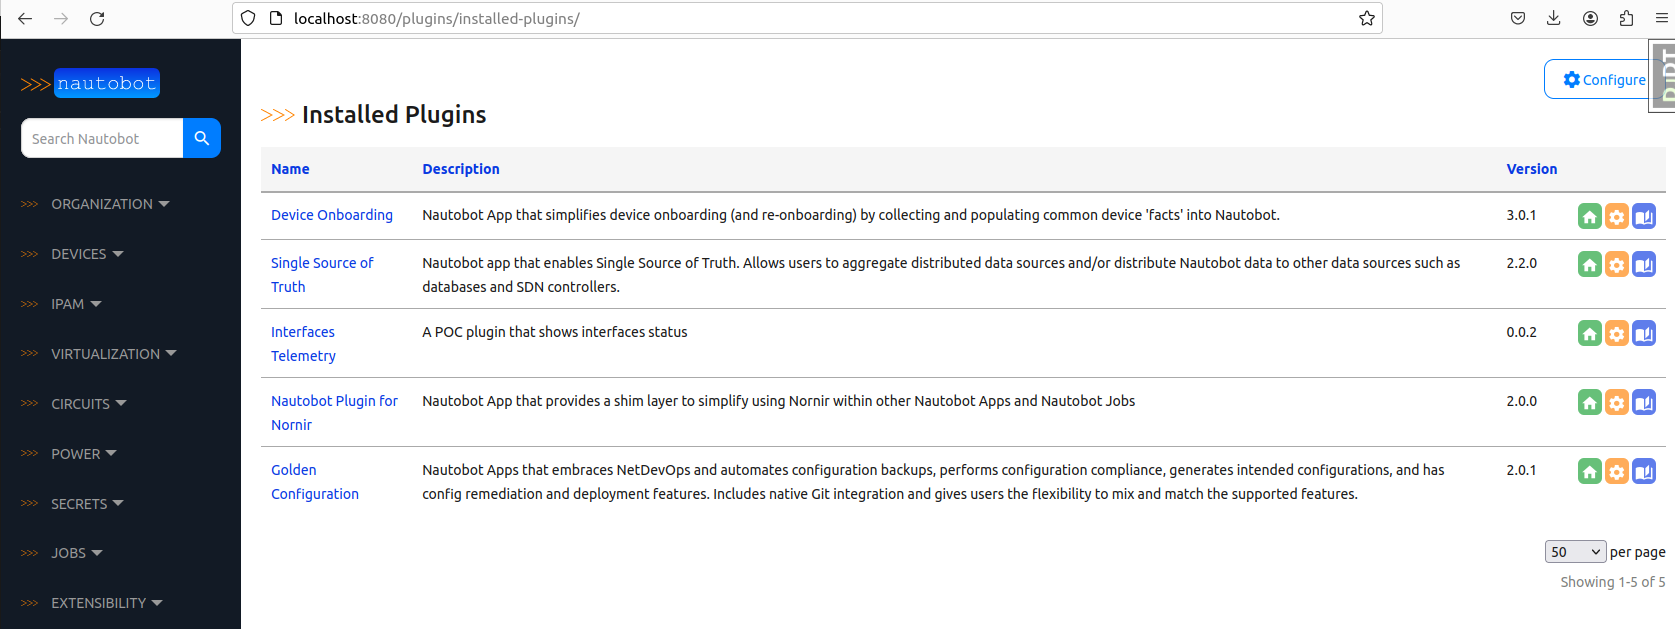 localhost:8080/plugins/installed-plugins/
>>> nautobot
Search Nautobot
>>> ORGANIZATION
>>> DEVICES
>>> IPAM
>>> VIRTUALIZATION
>>> CIRCUITS
>>> POWER
>>> SECRETS
>>> JOBS
>>> EXTENSIBILITY
Configure
DJDT
>>> Installed Plugins
Name Description Version
Device Onboarding Nautobot App that simplifies device onboarding (and re-onboarding) by collecting and populating common device 'facts' into Nautobot. 3.0.1
Single Source of Nautobot app that enables Single Source of Truth. Allows users to aggregate distributed data sources and/or distribute Nautobot data to other data sources such as 2.2.0
Truth databases and SDN controllers.
Interfaces A POC plugin that shows interfaces status 0.0.2
Telemetry
Nautobot Plugin for Nautobot App that provides a shim layer to simplify using Nornir within other Nautobot Apps and Nautobot Jobs 2.0.0
Nornir
Golden Nautobot Apps that embraces NetDevOps and automates configuration backups, performs configuration compliance, generates intended configurations, and has 2.0.1
Configuration config remediation and deployment features. Includes native Git integration and gives users the flexibility to mix and match the supported features.
50 per page
Showing 1-5 of 5